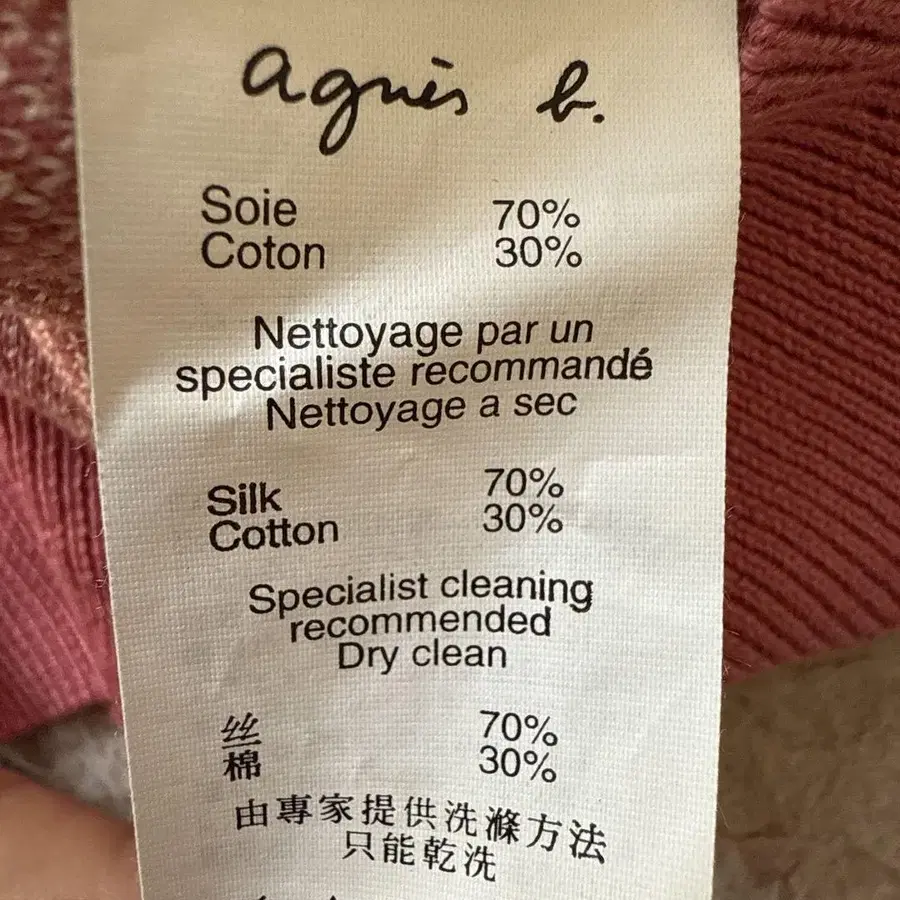 agnès b.
Soie 70%
Coton 30%
Nettoyage par un
specialiste recommandé
Nettoyage a sec
Silk 70%
Cotton 30%
Specialist cleaning
recommended
Dry clean
丝 70%
棉 30%
由專家提供洗滌方法
只能乾洗